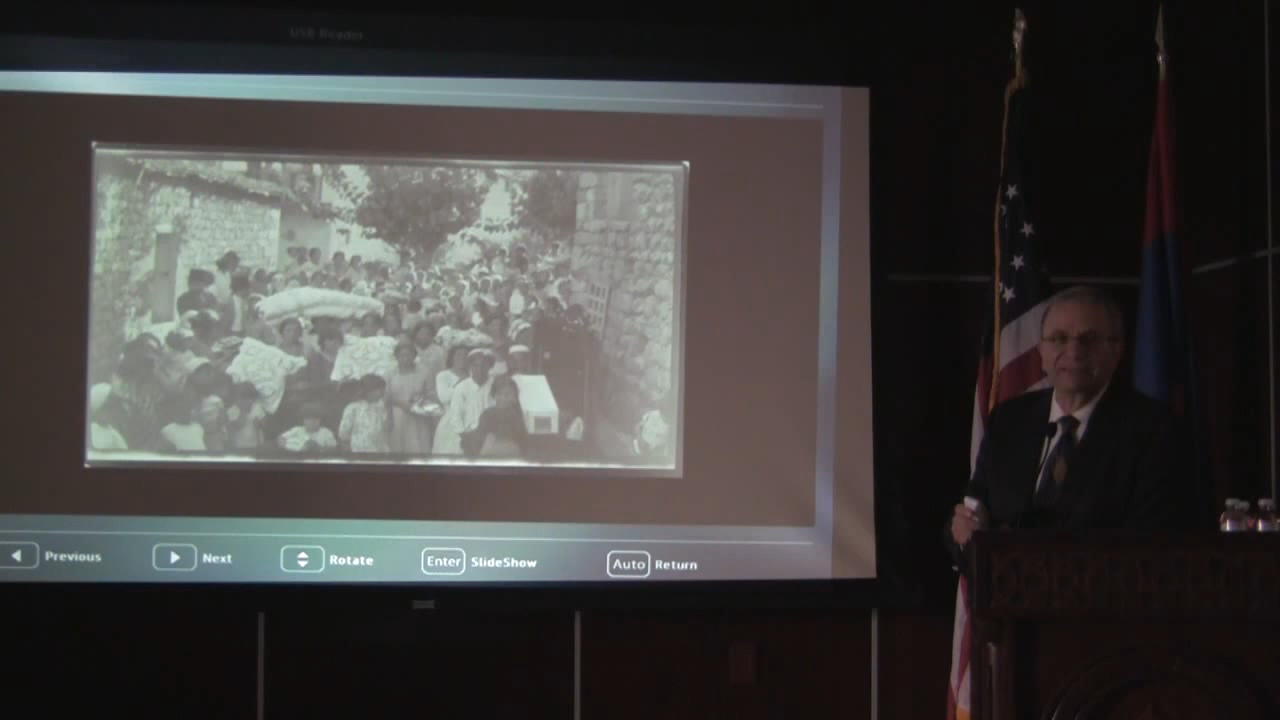 USB Reader
Previous
Next
Rotate
Enter SlideShow
Auto Return